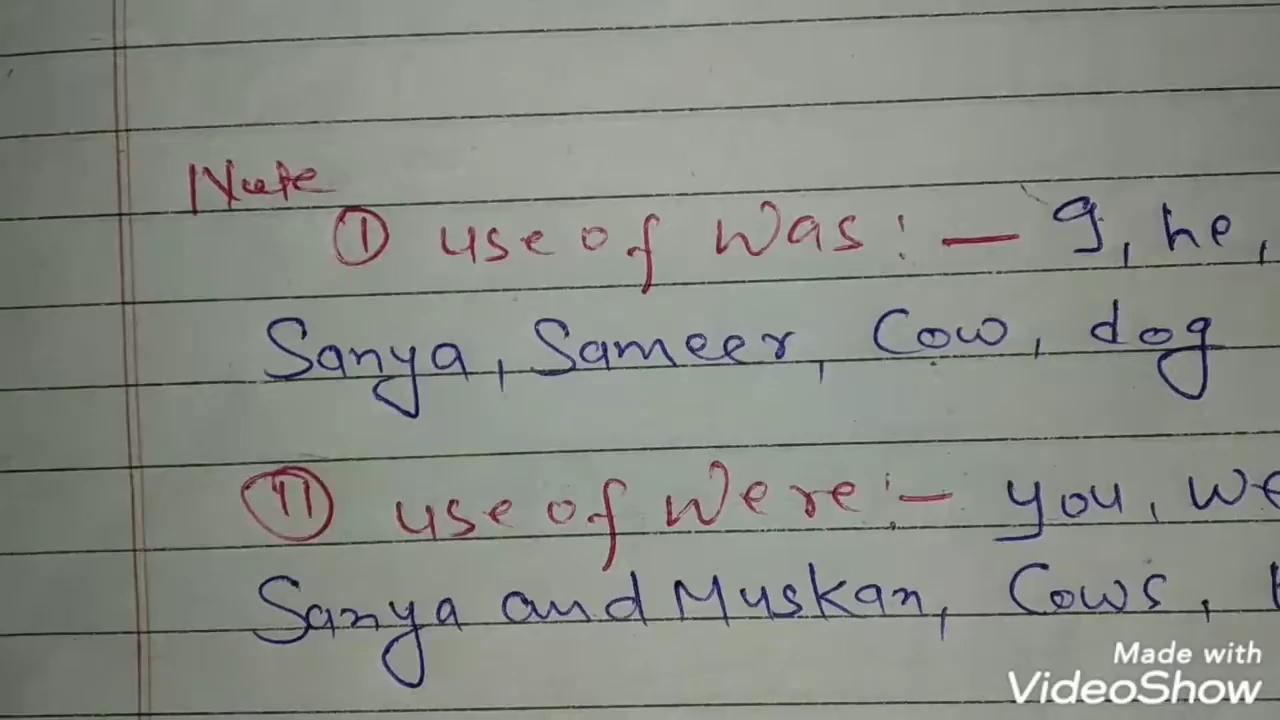 Note
① use of Was :— I, he,
Sanya, Sameer, Cow, dog
⑪ use of Were :— you, We
Sanya and Muskan, Cows,
Made with
VideoShow